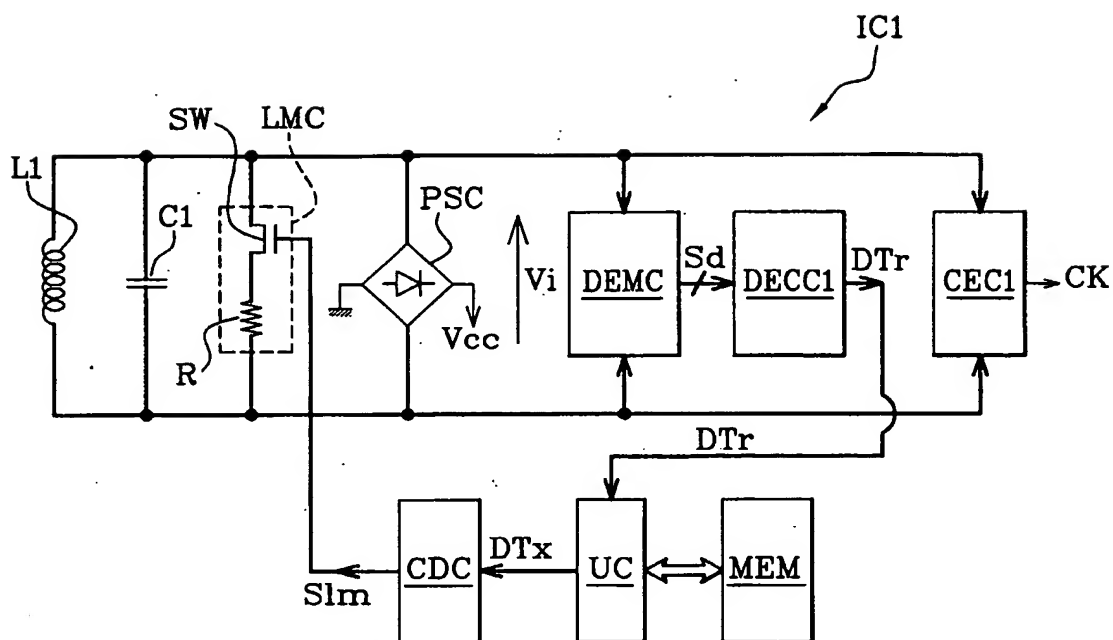 IC1
SW
LMC
L1
C1
PSC
Vi
Sd
DTr
DEMC
DECC1
CEC1
CK
Vcc
R
DTr
DTx
CDC
UC
MEM
Slm